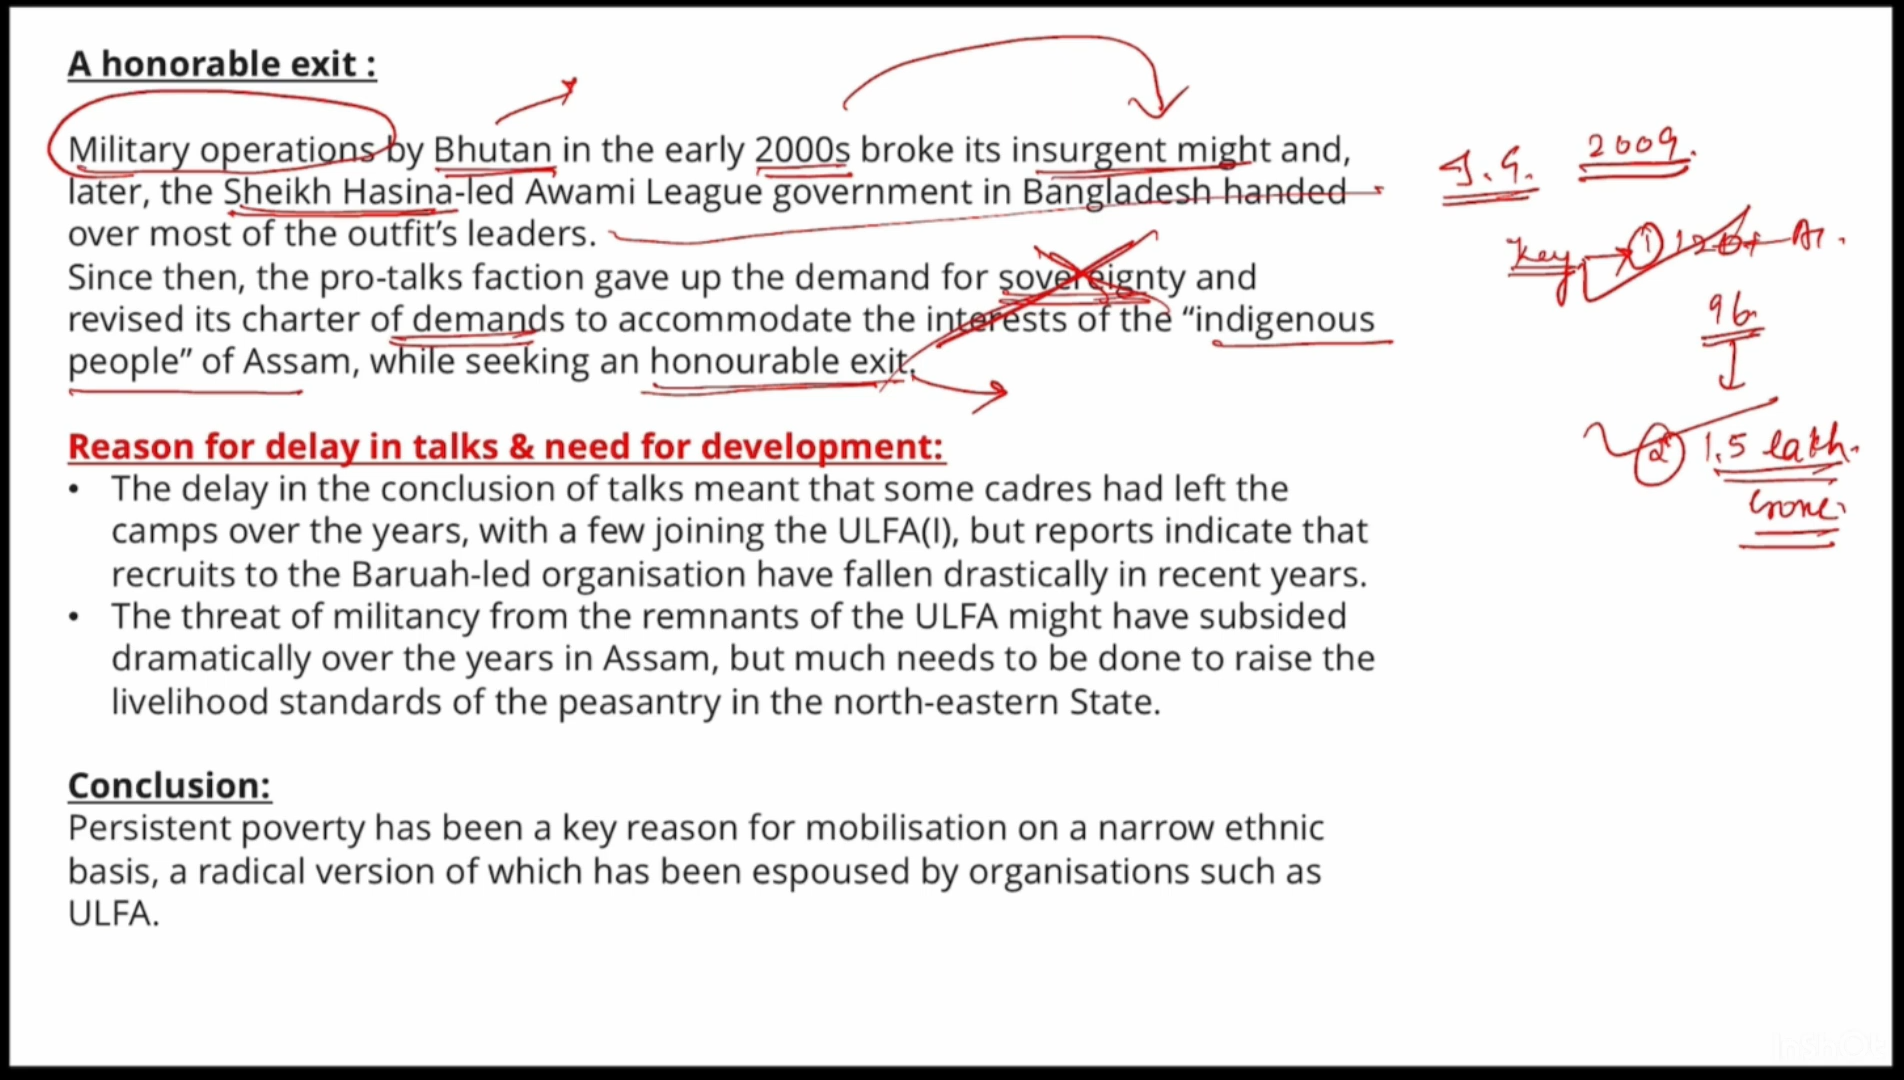 A honorable exit :
Military operations by Bhutan in the early 2000s broke its insurgent might and,
later, the Sheikh Hasina-led Awami League government in Bangladesh handed
over most of the outfit’s leaders.
Since then, the pro-talks faction gave up the demand for sovereignty and
revised its charter of demands to accommodate the interests of the “indigenous
people” of Assam, while seeking an honourable exit.
2009.
Key
1
96
2 1.5 lakh.
crore.
Reason for delay in talks & need for development:
• The delay in the conclusion of talks meant that some cadres had left the
camps over the years, with a few joining the ULFA(I), but reports indicate that
recruits to the Baruah-led organisation have fallen drastically in recent years.
• The threat of militancy from the remnants of the ULFA might have subsided
dramatically over the years in Assam, but much needs to be done to raise the
livelihood standards of the peasantry in the north-eastern State.
Conclusion:
Persistent poverty has been a key reason for mobilisation on a narrow ethnic
basis, a radical version of which has been espoused by organisations such as
ULFA.